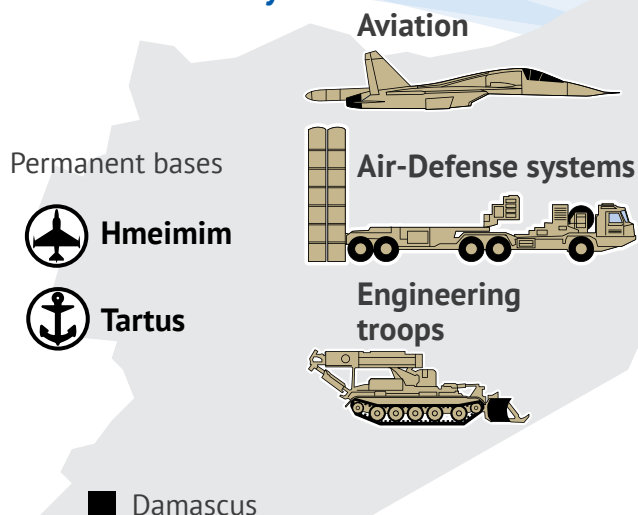 Aviation
Permanent bases
Air-Defense systems
Hmeimim
Engineering
troops
Tartus
Damascus